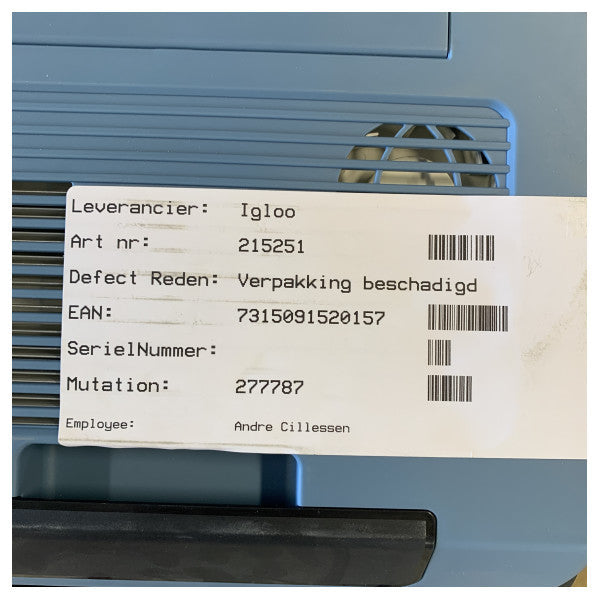 Leverancier: Igloo
Art nr: 215251
Defect Reden: Verpakking beschadigd
EAN: 7315091520157
SerielNummer:
Mutation: 277787
Employee: Andre Cillessen